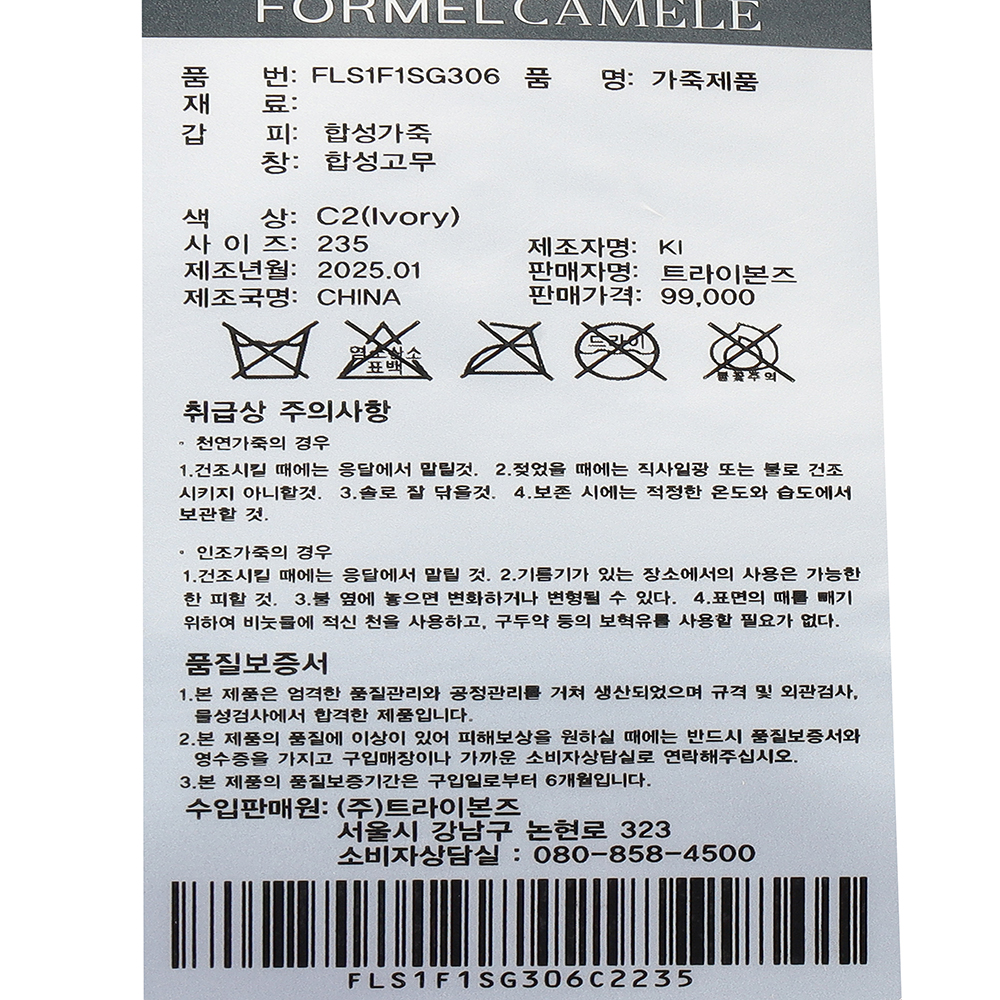 FORMELCAMELE
품 번: FLS1F1SG306 품 명: 가죽제품
재 료:
갑 피: 합성가죽
창: 합성고무
색 상: C2(Ivory)
사 이 즈: 235 제조자명: KI
제조년월: 2025.01 판매자명: 트라이본즈
제조국명: CHINA 판매가격: 99,000
염소산소 드라이
표백 불꽃주의
취급상 주의사항
· 천연가죽의 경우
1.건조시킬 때에는 응달에서 말릴것. 2.젖었을 때에는 직사일광 또는 불로 건조
시키지 아니할것. 3.솔로 잘 닦을것. 4.보존 시에는 적정한 온도와 습도에서
보관할 것.
· 인조가죽의 경우
1.건조시킬 때에는 응달에서 말릴 것. 2.기름기가 있는 장소에서의 사용은 가능한
한 피할 것. 3.불 옆에 놓으면 변화하거나 변형될 수 있다. 4.표면의 때를 빼기
위하여 비눗물에 적신 천을 사용하고, 구두약 등의 보혁유를 사용할 필요가 없다.
품질보증서
1.본 제품은 엄격한 품질관리와 공정관리를 거쳐 생산되었으며 규격 및 외관검사,
물성검사에서 합격한 제품입니다.
2.본 제품의 품질에 이상이 있어 피해보상을 원하실 때에는 반드시 품질보증서와
영수증을 가지고 구입매장이나 가까운 소비자상담실로 연락해주십시오.
3.본 제품의 품질보증기간은 구입일로부터 6개월입니다.
수입판매원: (주)트라이본즈
서울시 강남구 논현로 323
소비자상담실 : 080-858-4500
FLS1F1SG306C2235